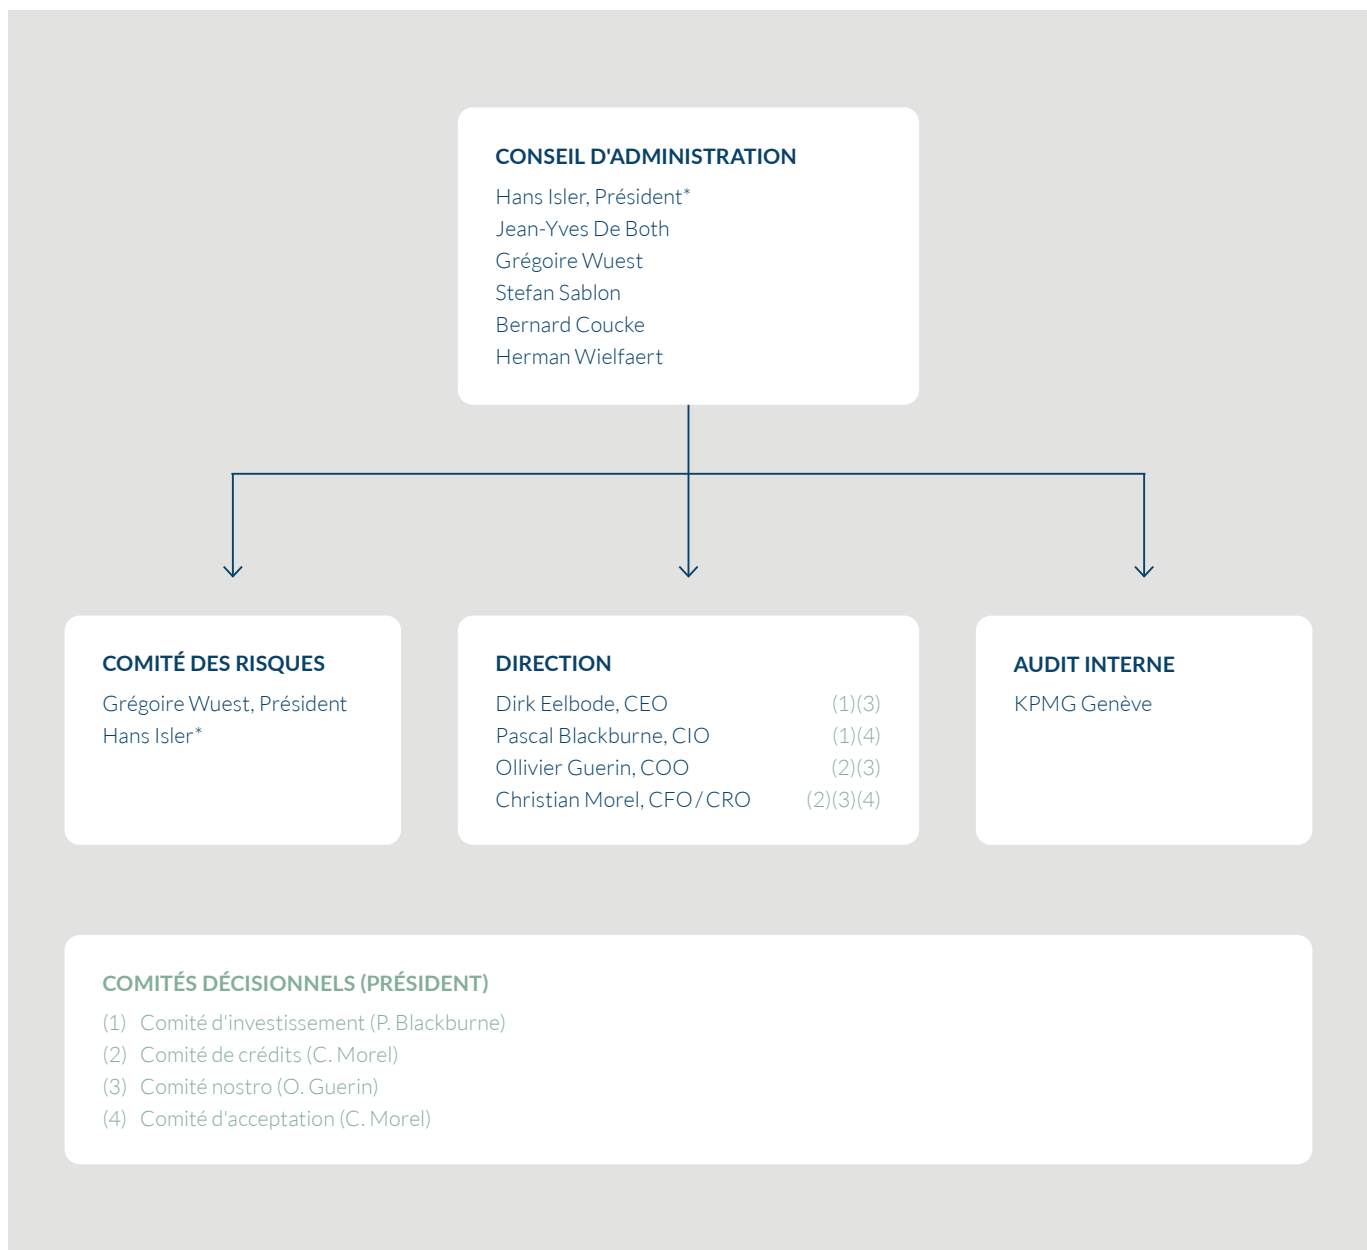 CONSEIL D'ADMINISTRATION
Hans Isler, Président*
Jean-Yves De Both
Grégoire Wuest
Stefan Sablon
Bernard Coucke
Herman Wielfaert
COMITÉ DES RISQUES
Grégoire Wuest, Président
Hans Isler*
DIRECTION
Dirk Eelbode, CEO (1)(3)
Pascal Blackburne, CIO (1)(4)
Ollivier Guerin, COO (2)(3)
Christian Morel, CFO / CRO (2)(3)(4)
AUDIT INTERNE
KPMG Genève
COMITÉS DÉCISIONNELS (PRÉSIDENT)
(1) Comité d'investissement (P. Blackburne)
(2) Comité de crédits (C. Morel)
(3) Comité nostro (O. Guerin)
(4) Comité d'acceptation (C. Morel)